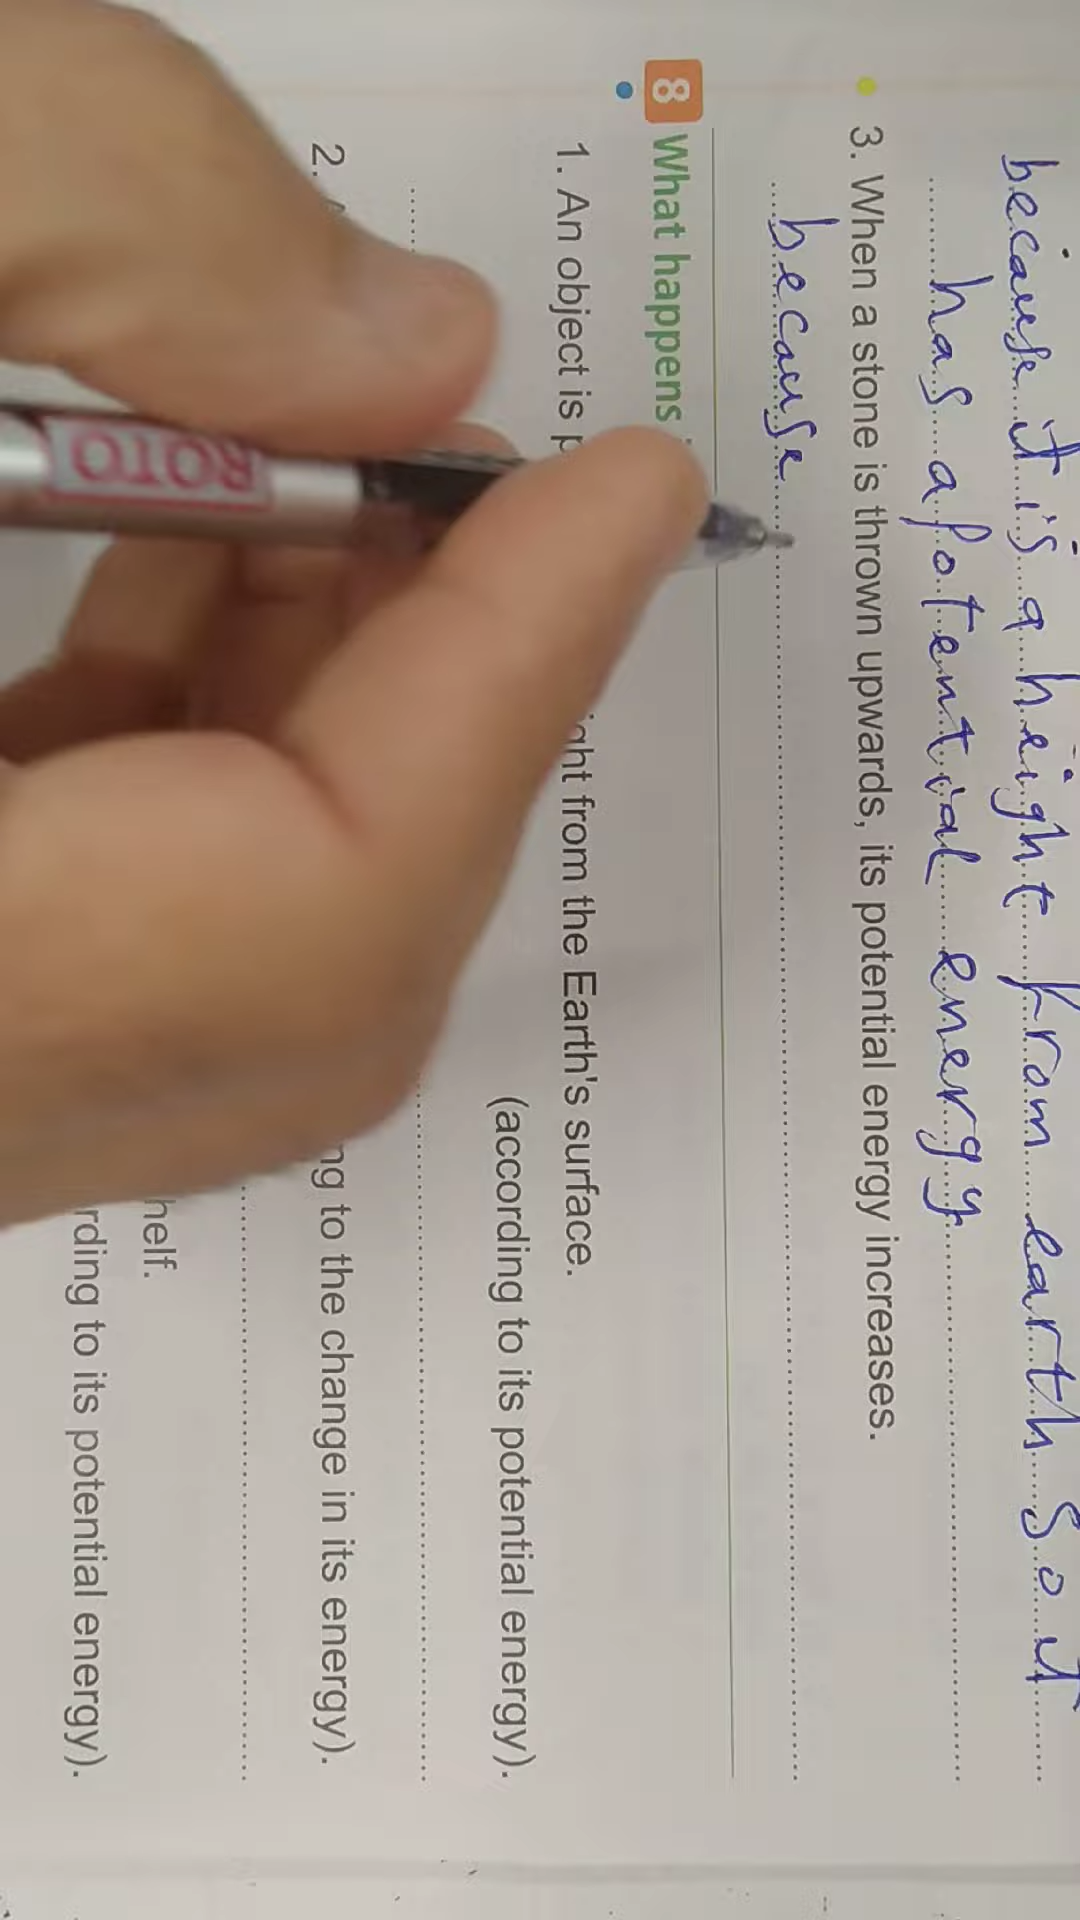 because it is a height from earth so it
has a potential energy
3. When a stone is thrown upwards, its potential energy increases.
because
8 What happens
1. An object is ght from the Earth's surface.
(according to its potential energy).
2. ng to the change in its energy).
helf.
rding to its potential energy).
ROTO